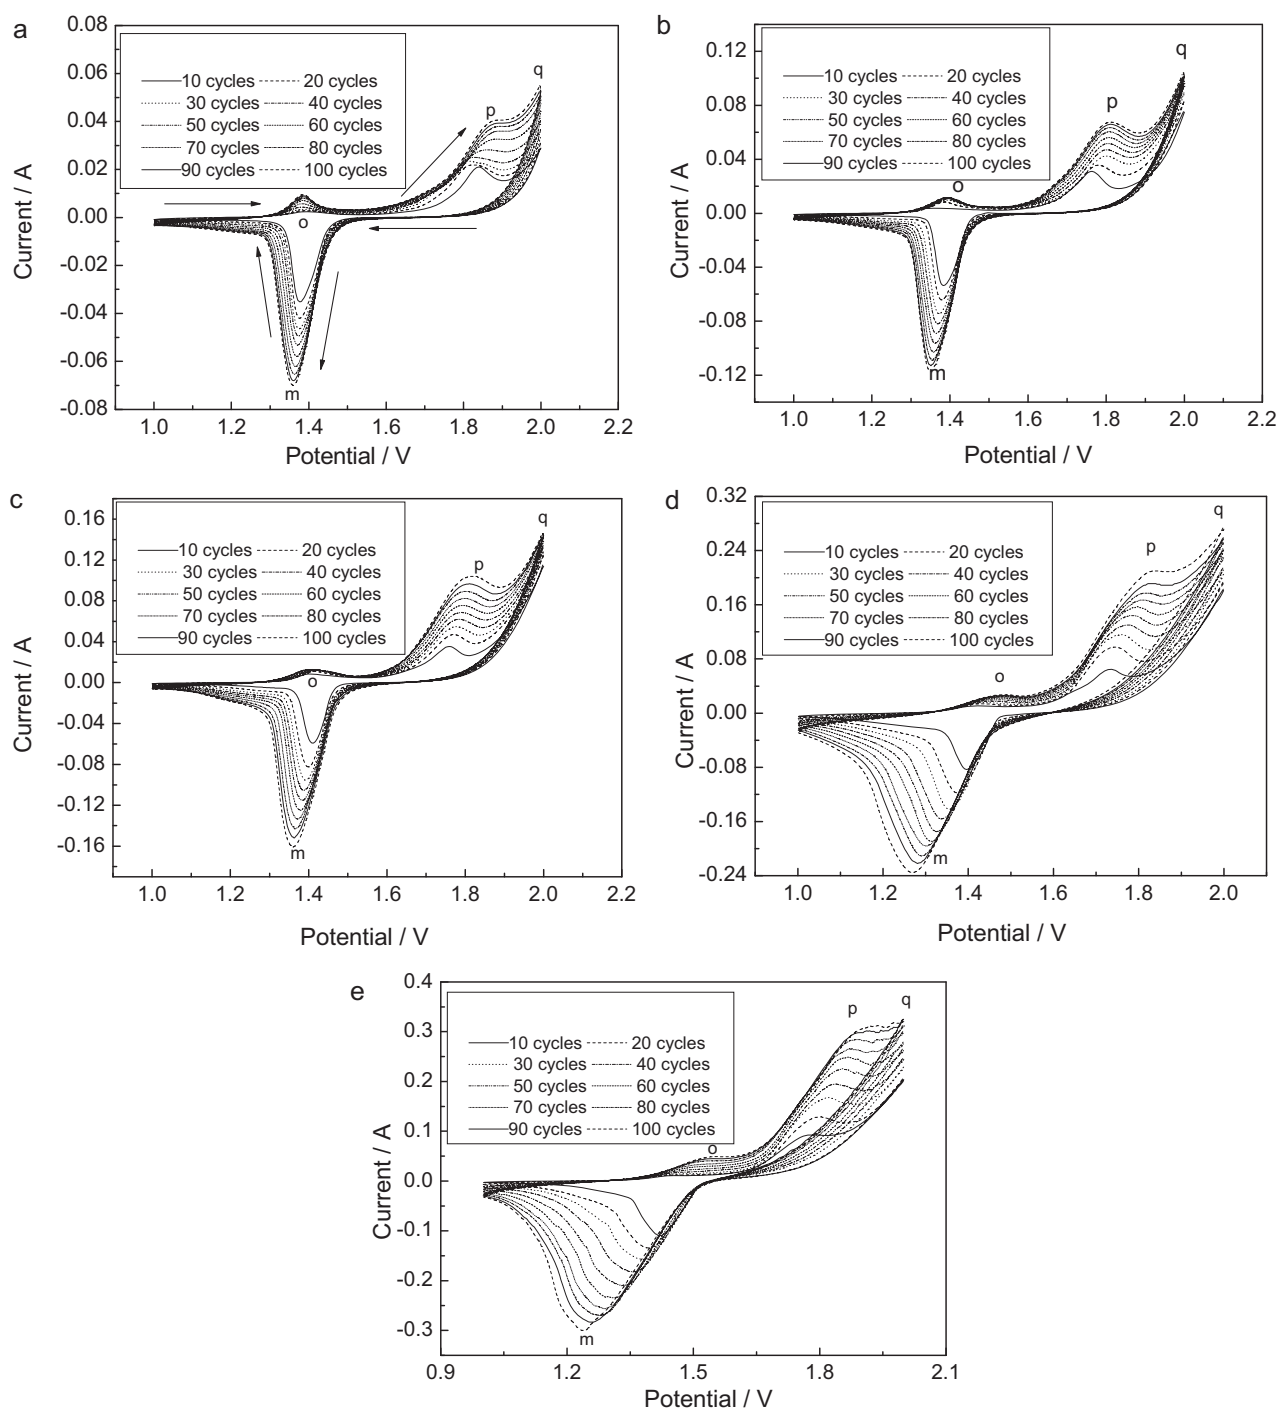 a
0.08
0.06
0.04
0.02
0.00
-0.02
-0.04
-0.06
-0.08
Current / A
10 cycles 20 cycles
30 cycles 40 cycles
50 cycles 60 cycles
70 cycles 80 cycles
90 cycles 100 cycles
o
p
q
m
1.0 1.2 1.4 1.6 1.8 2.0 2.2
Potential / V
b
0.12
0.08
0.04
0.00
-0.04
-0.08
-0.12
Current / A
10 cycles 20 cycles
30 cycles 40 cycles
50 cycles 60 cycles
70 cycles 80 cycles
90 cycles 100 cycles
o
p
q
m
1.0 1.2 1.4 1.6 1.8 2.0 2.2
Potential / V
c
0.16
0.12
0.08
0.04
0.00
-0.04
-0.08
-0.12
-0.16
Current / A
10 cycles 20 cycles
30 cycles 40 cycles
50 cycles 60 cycles
70 cycles 80 cycles
90 cycles 100 cycles
o
p
q
m
1.0 1.2 1.4 1.6 1.8 2.0 2.2
Potential / V
d
0.32
0.24
0.16
0.08
0.00
-0.08
-0.16
-0.24
Current / A
10 cycles 20 cycles
30 cycles 40 cycles
50 cycles 60 cycles
70 cycles 80 cycles
90 cycles 100 cycles
o
p
q
m
1.0 1.2 1.4 1.6 1.8 2.0
Potential / V
e
0.4
0.3
0.2
0.1
0.0
-0.1
-0.2
-0.3
Current / A
10 cycles 20 cycles
30 cycles 40 cycles
50 cycles 60 cycles
70 cycles 80 cycles
90 cycles 100 cycles
o
p
q
m
0.9 1.2 1.5 1.8 2.1
Potential / V